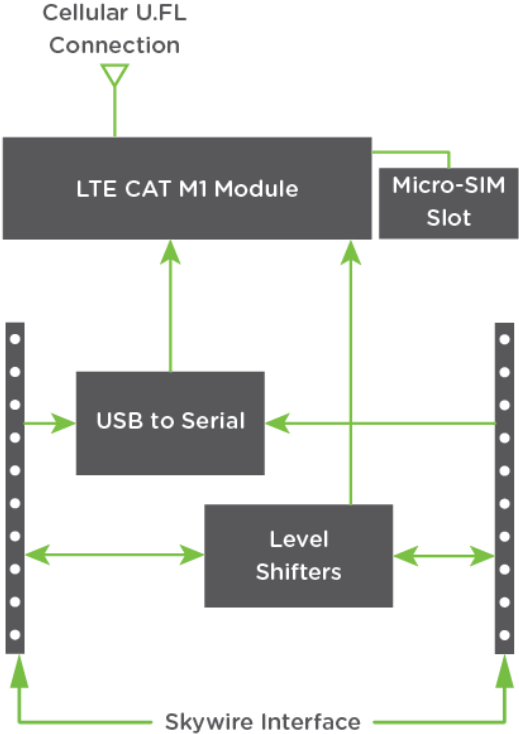 Cellular U.FL
Connection
LTE CAT M1 Module
Micro-SIM
Slot
USB to Serial
Level
Shifters
Skywire Interface